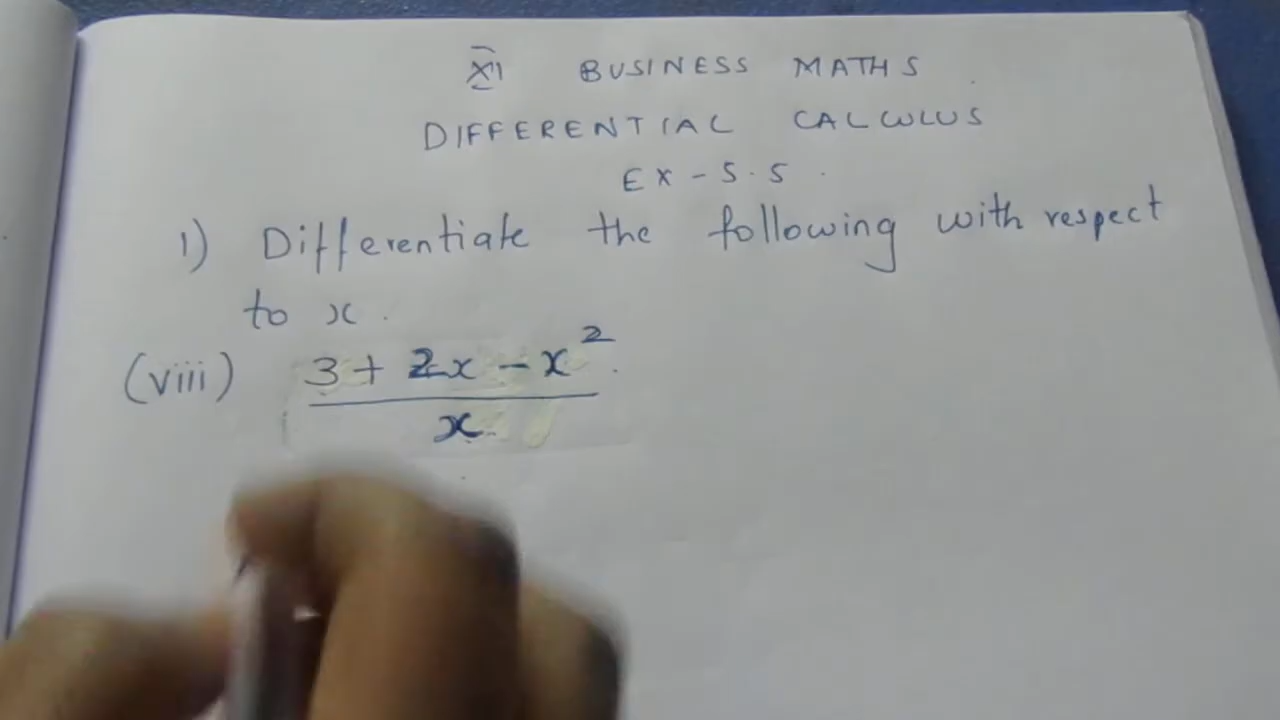 XI BUSINESS MATHS
DIFFERENTIAL CALCULUS
EX - 5.5
1) Differentiate the following with respect
to x.
(viii) 3 + 2x - x²
x